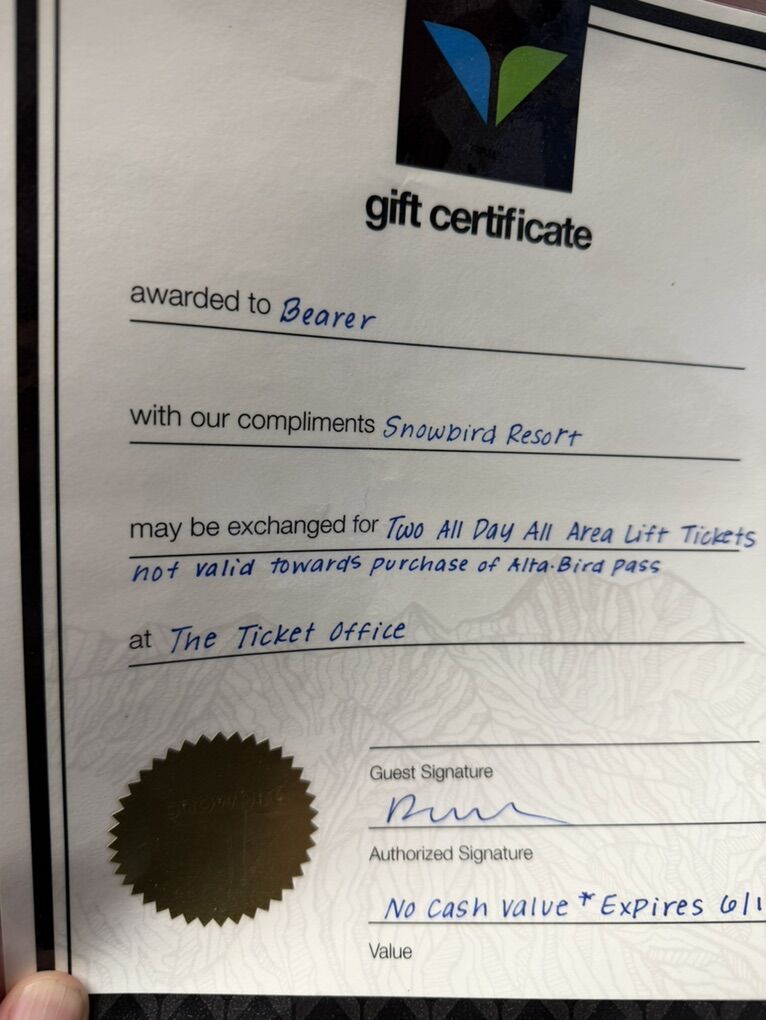 gift certificate
awarded to Bearer
with our compliments Snowbird Resort
may be exchanged for Two All Day All Area Lift Tickets
not valid towards purchase of Alta-Bird pass
at The Ticket Office
Guest Signature
Authorized Signature
No cash value * Expires 6/1
Value